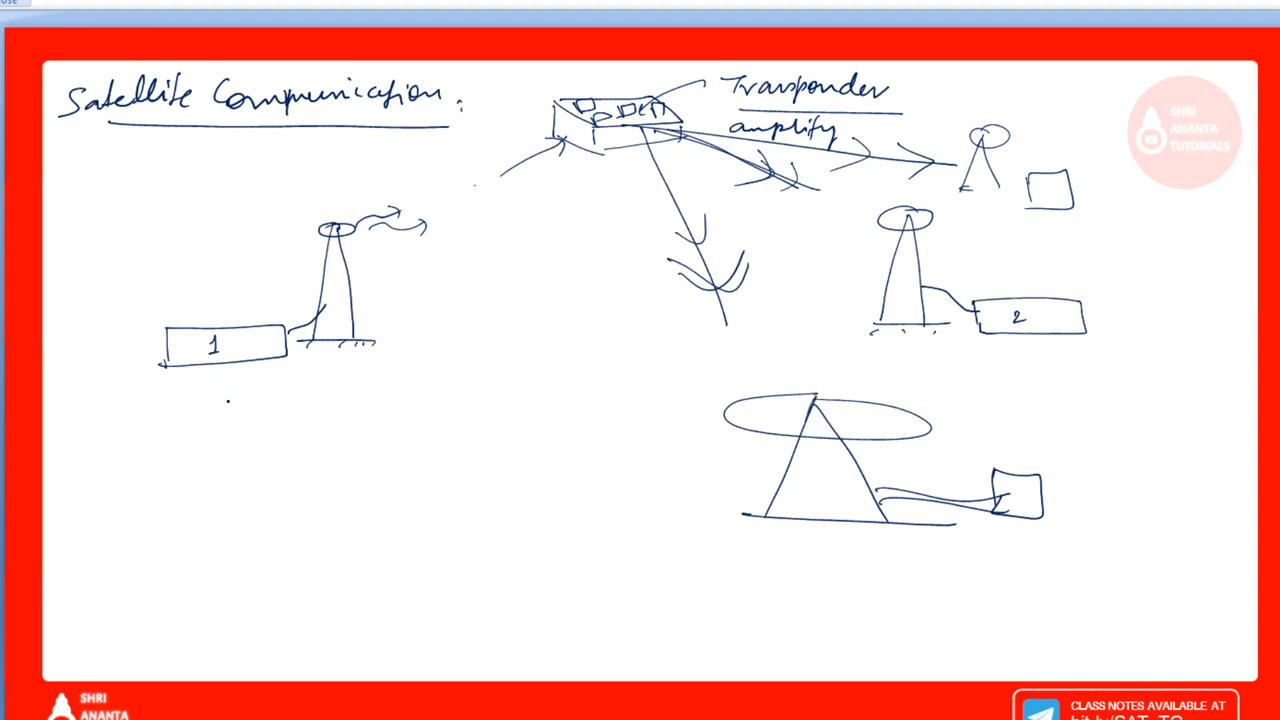 Satellite Communication :
Transponder
amplify
SHRI
ANANTA
TUTORIALS
1
2
SHRI
ANANTA
CLASS NOTES AVAILABLE AT